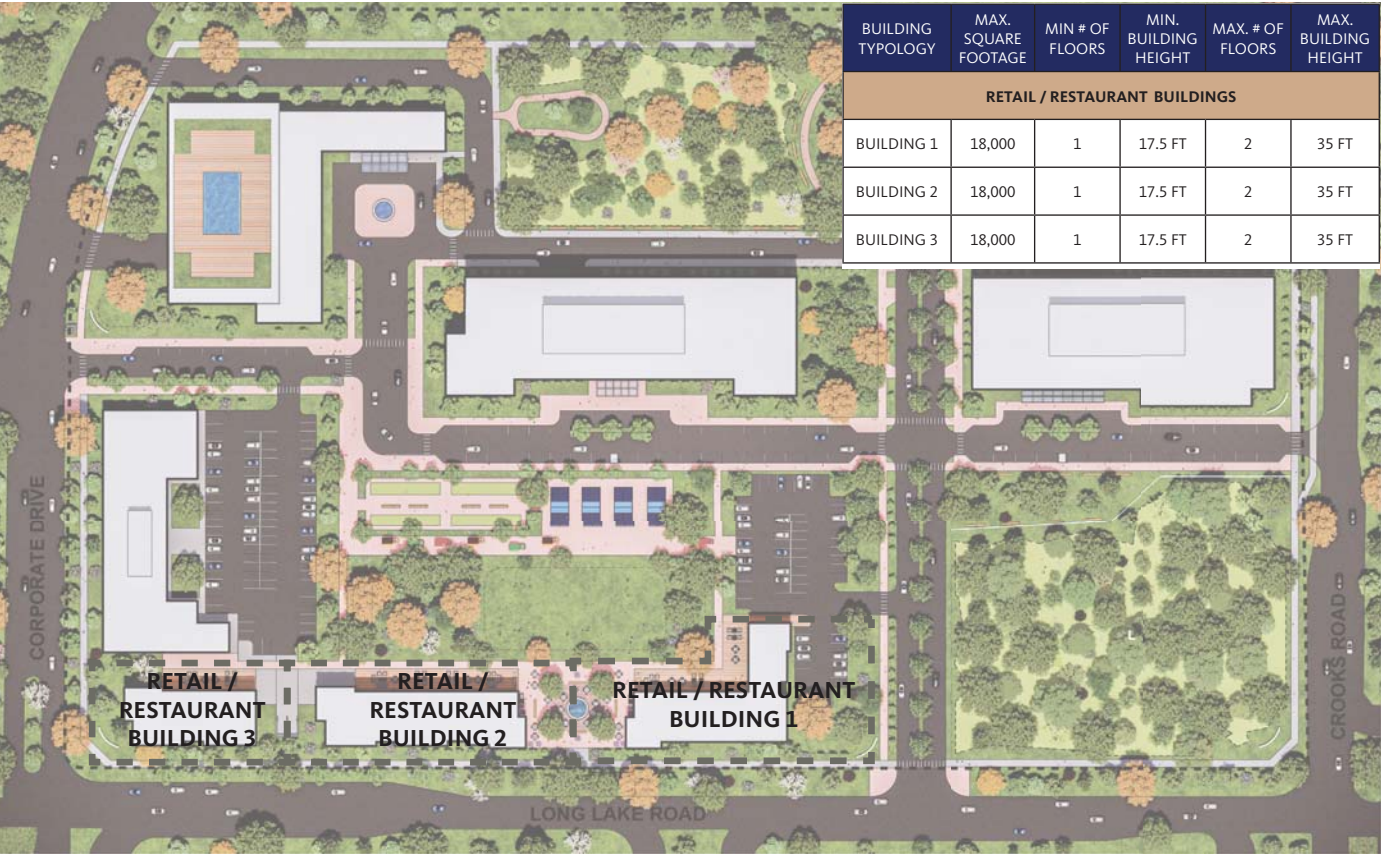 BUILDING TYPOLOGY
MAX. SQUARE FOOTAGE
MIN # OF FLOORS
MIN. BUILDING HEIGHT
MAX. # OF FLOORS
MAX. BUILDING HEIGHT
RETAIL / RESTAURANT BUILDINGS
BUILDING 1 18,000 1 17.5 FT 2 35 FT
BUILDING 2 18,000 1 17.5 FT 2 35 FT
BUILDING 3 18,000 1 17.5 FT 2 35 FT
CORPORATE DRIVE
CROOKS ROAD
RETAIL /
RESTAURANT
BUILDING 3
RETAIL /
RESTAURANT
BUILDING 2
RETAIL / RESTAURANT
BUILDING 1
LONG LAKE ROAD